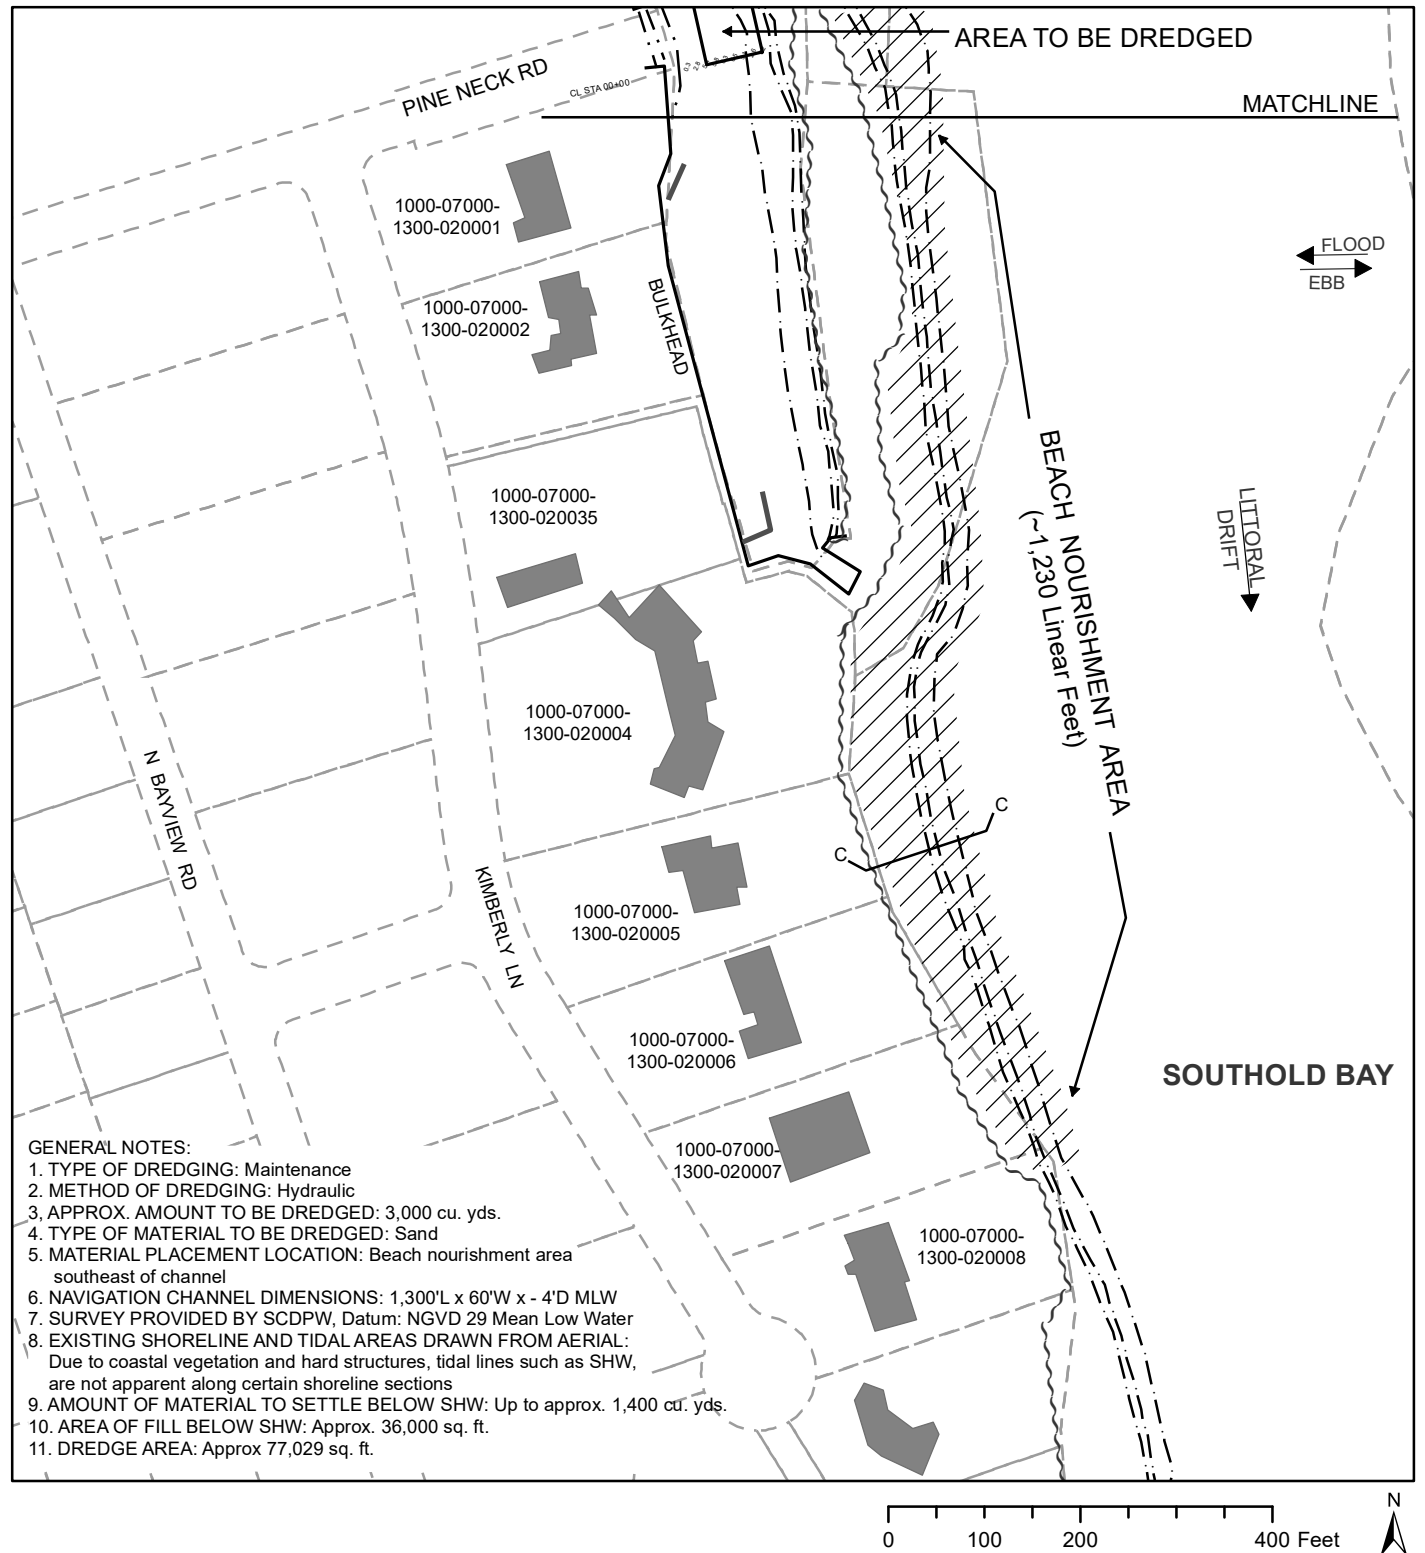 AREA TO BE DREDGED
PINE NECK RD
CL STA 00+00
MATCHLINE
1000-07000-
1300-020001
FLOOD
EBB
1000-07000-
1300-020002
BULKHEAD
BEACH NOURISHMENT AREA
(~1,230 Linear Feet)
1000-07000-
1300-020035
LITTORAL
DRIFT
1000-07000-
1300-020004
N BAYVIEW RD
C
C
KIMBERLY LN
1000-07000-
1300-020005
1000-07000-
1300-020006
SOUTHOLD BAY
1000-07000-
1300-020007
1000-07000-
1300-020008
GENERAL NOTES:
1. TYPE OF DREDGING: Maintenance
2. METHOD OF DREDGING: Hydraulic
3, APPROX. AMOUNT TO BE DREDGED: 3,000 cu. yds.
4. TYPE OF MATERIAL TO BE DREDGED: Sand
5. MATERIAL PLACEMENT LOCATION: Beach nourishment area
southeast of channel
6. NAVIGATION CHANNEL DIMENSIONS: 1,300'L x 60'W x - 4'D MLW
7. SURVEY PROVIDED BY SCDPW, Datum: NGVD 29 Mean Low Water
8. EXISTING SHORELINE AND TIDAL AREAS DRAWN FROM AERIAL:
Due to coastal vegetation and hard structures, tidal lines such as SHW,
are not apparent along certain shoreline sections
9. AMOUNT OF MATERIAL TO SETTLE BELOW SHW: Up to approx. 1,400 cu. yds.
10. AREA OF FILL BELOW SHW: Approx. 36,000 sq. ft.
11. DREDGE AREA: Approx 77,029 sq. ft.
0 100 200 400 Feet
N